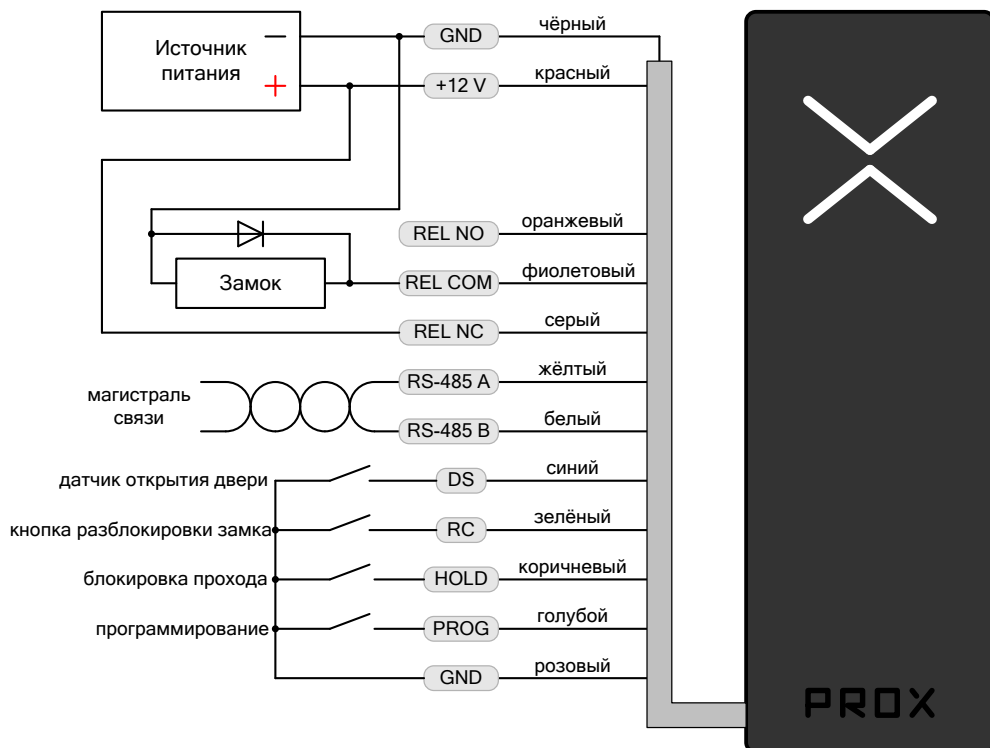 Источник
питания
−
+
GND чёрный
+12 V красный
REL NO оранжевый
REL COM фиолетовый
Замок
REL NC серый
магистраль
связи
RS-485 A жёлтый
RS-485 B белый
датчик открытия двери DS синий
кнопка разблокировки замка RC зелёный
блокировка прохода HOLD коричневый
программирование PROG голубой
GND розовый
PROX